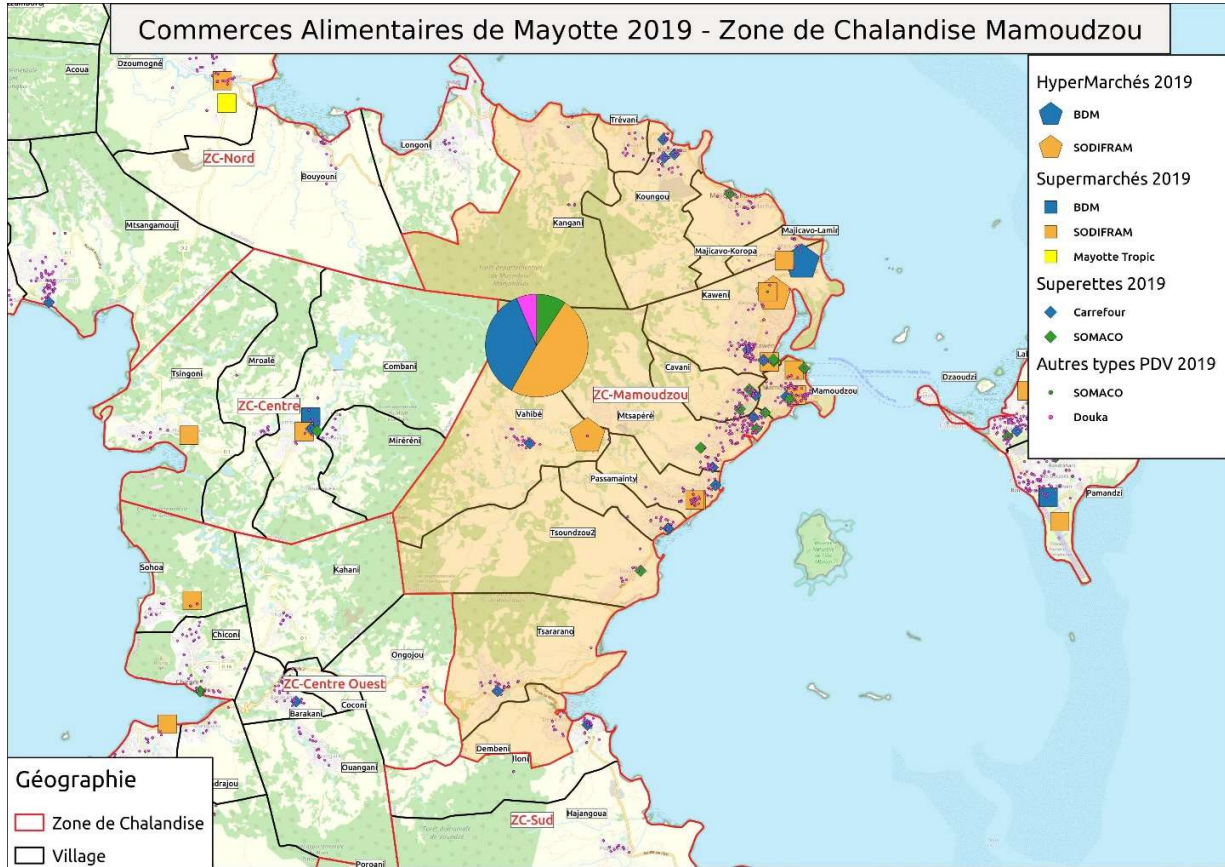 Commerces Alimentaires de Mayotte 2019 - Zone de Chalandise Mamoudzou
HyperMarchés 2019
BDM
SODIFRAM
Supermarchés 2019
BDM
SODIFRAM
Mayotte Tropic
Superettes 2019
Carrefour
SOMACO
Autres types PDV 2019
SOMACO
Douka
Acoua
Dzoumogné
ZC-Nord
Bouyouni
Longoni
Trévani
Koungou
Kangani
Mtsangamouji
Majicavo-Lamir
Majicavo-Koropa
Kaweni
Mroalé
Combani
Tsingoni
ZC-Centre
Cavani
ZC-Mamoudzou
Mamoudzou
Dzaoudzi
Vahibé
Mtsapéré
Miréréni
Passamainty
Pamandzi
Tsoundzou2
Sohoa
Kahani
Chiconi
Tsararano
Ongojou
ZC-Centre Ouest
Coconi
Barakani
Dembeni
Iloni
Ouangani
Hajangoua
ZC-Sud
Poroani
Géographie
Zone de Chalandise
Village